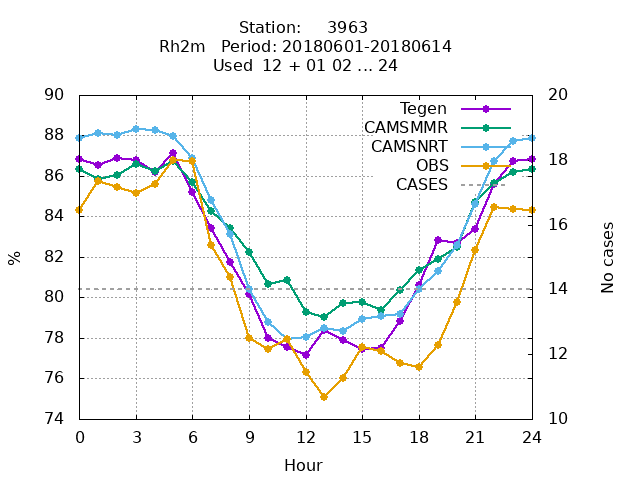 Station: 3963
Rh2m Period: 20180601-20180614
Used 12 + 01 02 ... 24
90 20
Tegen
CAMSMMR
88
CAMSNRT
86 18
OBS
CASES
84 16
82
%
No cases
80 14
78
12
76
74 10
0 3 6 9 12 15 18 21 24
Hour